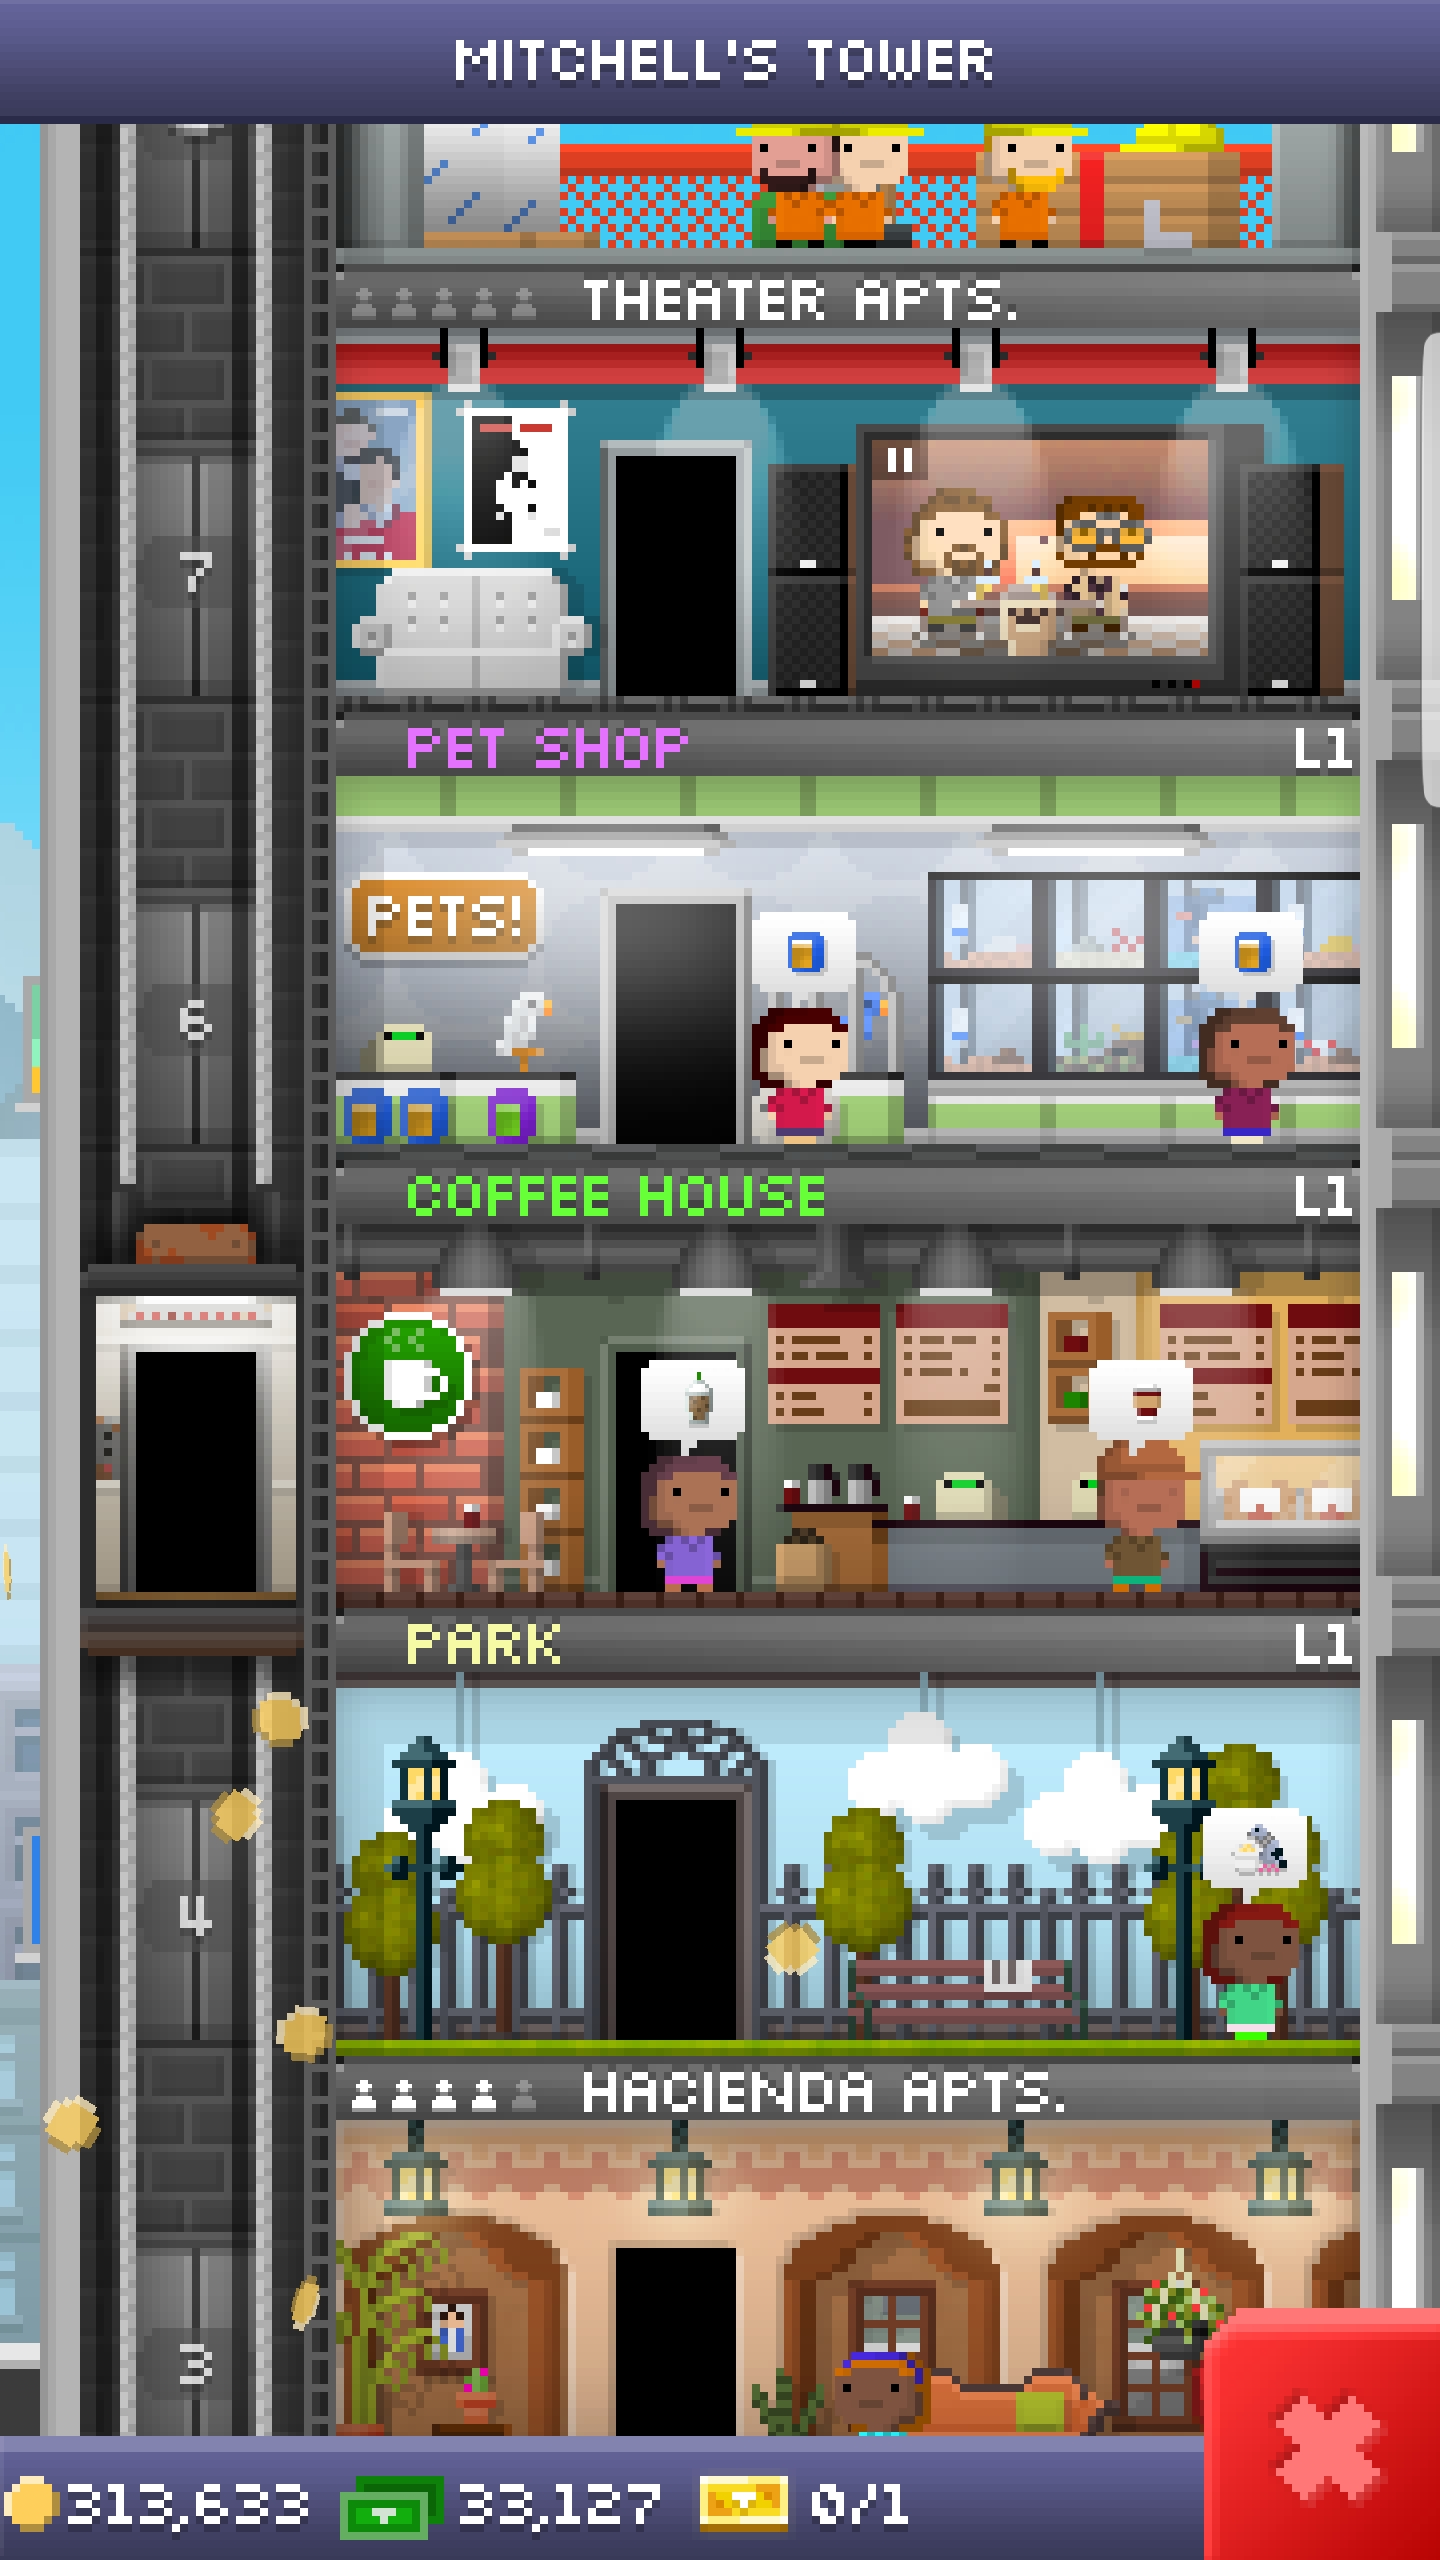 MITCHELL'S TOWER
THEATER APTS.
7
PET SHOP L1
PETS!
6
COFFEE HOUSE L1
PARK L1
4
HACIENDA APTS.
3
313,633 33,127 0/1